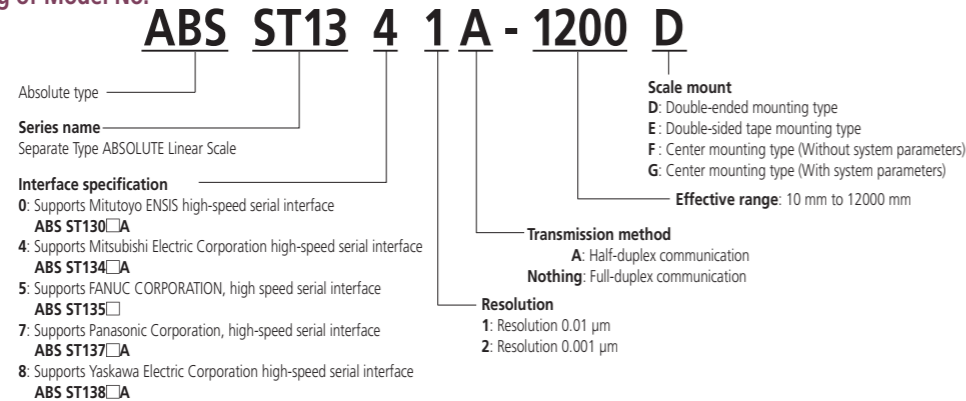 g of Model No.
ABS ST13 4 1 A - 1200 D
Absolute type
Series name
Separate Type ABSOLUTE Linear Scale
Interface specification
0: Supports Mitutoyo ENSIS high-speed serial interface
ABS ST130□A
4: Supports Mitsubishi Electric Corporation high-speed serial interface
ABS ST134□A
5: Supports FANUC CORPORATION, high speed serial interface
ABS ST135□
7: Supports Panasonic Corporation, high-speed serial interface
ABS ST137□A
8: Supports Yaskawa Electric Corporation high-speed serial interface
ABS ST138□A
Scale mount
D: Double-ended mounting type
E: Double-sided tape mounting type
F: Center mounting type (Without system parameters)
G: Center mounting type (With system parameters)
Effective range: 10 mm to 12000 mm
Transmission method
A: Half-duplex communication
Nothing: Full-duplex communication
Resolution
1: Resolution 0.01 μm
2: Resolution 0.001 μm